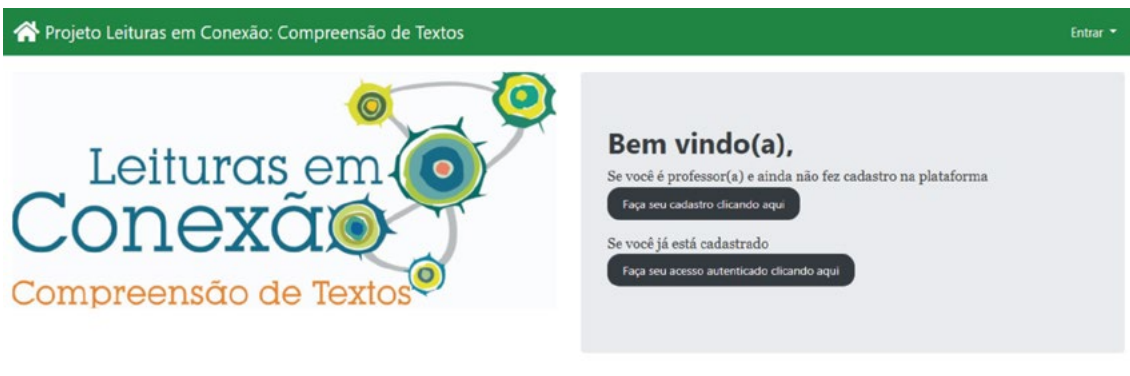 Projeto Leituras em Conexão: Compreensão de Textos
Entrar
Leituras em
Conexão
Compreensão de Textos
Bem vindo(a),
Se você é professor(a) e ainda não fez cadastro na plataforma
Faça seu cadastro clicando aqui
Se você já está cadastrado
Faça seu acesso autenticado clicando aqui